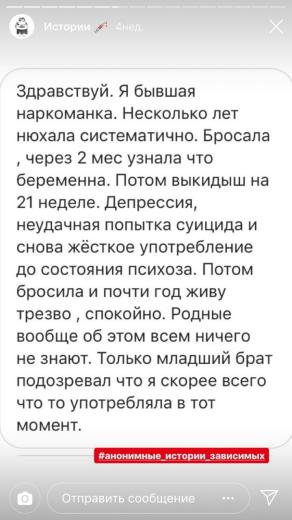 Истории 4нед.
Здравствуй. Я бывшая
наркоманка. Несколько лет
нюхала систематично. Бросала
, через 2 мес узнала что
беременна. Потом выкидыш на
21 неделе. Депрессия,
неудачная попытка суицида и
снова жёсткое употребление
до состояния психоза. Потом
бросила и почти год живу
трезво , спокойно. Родные
вообще об этом всем ничего
не знают. Только младший брат
подозревал что я скорее всего
что то употребляла в тот
момент.
#анонимные_истории_зависимых
Отправить сообщение